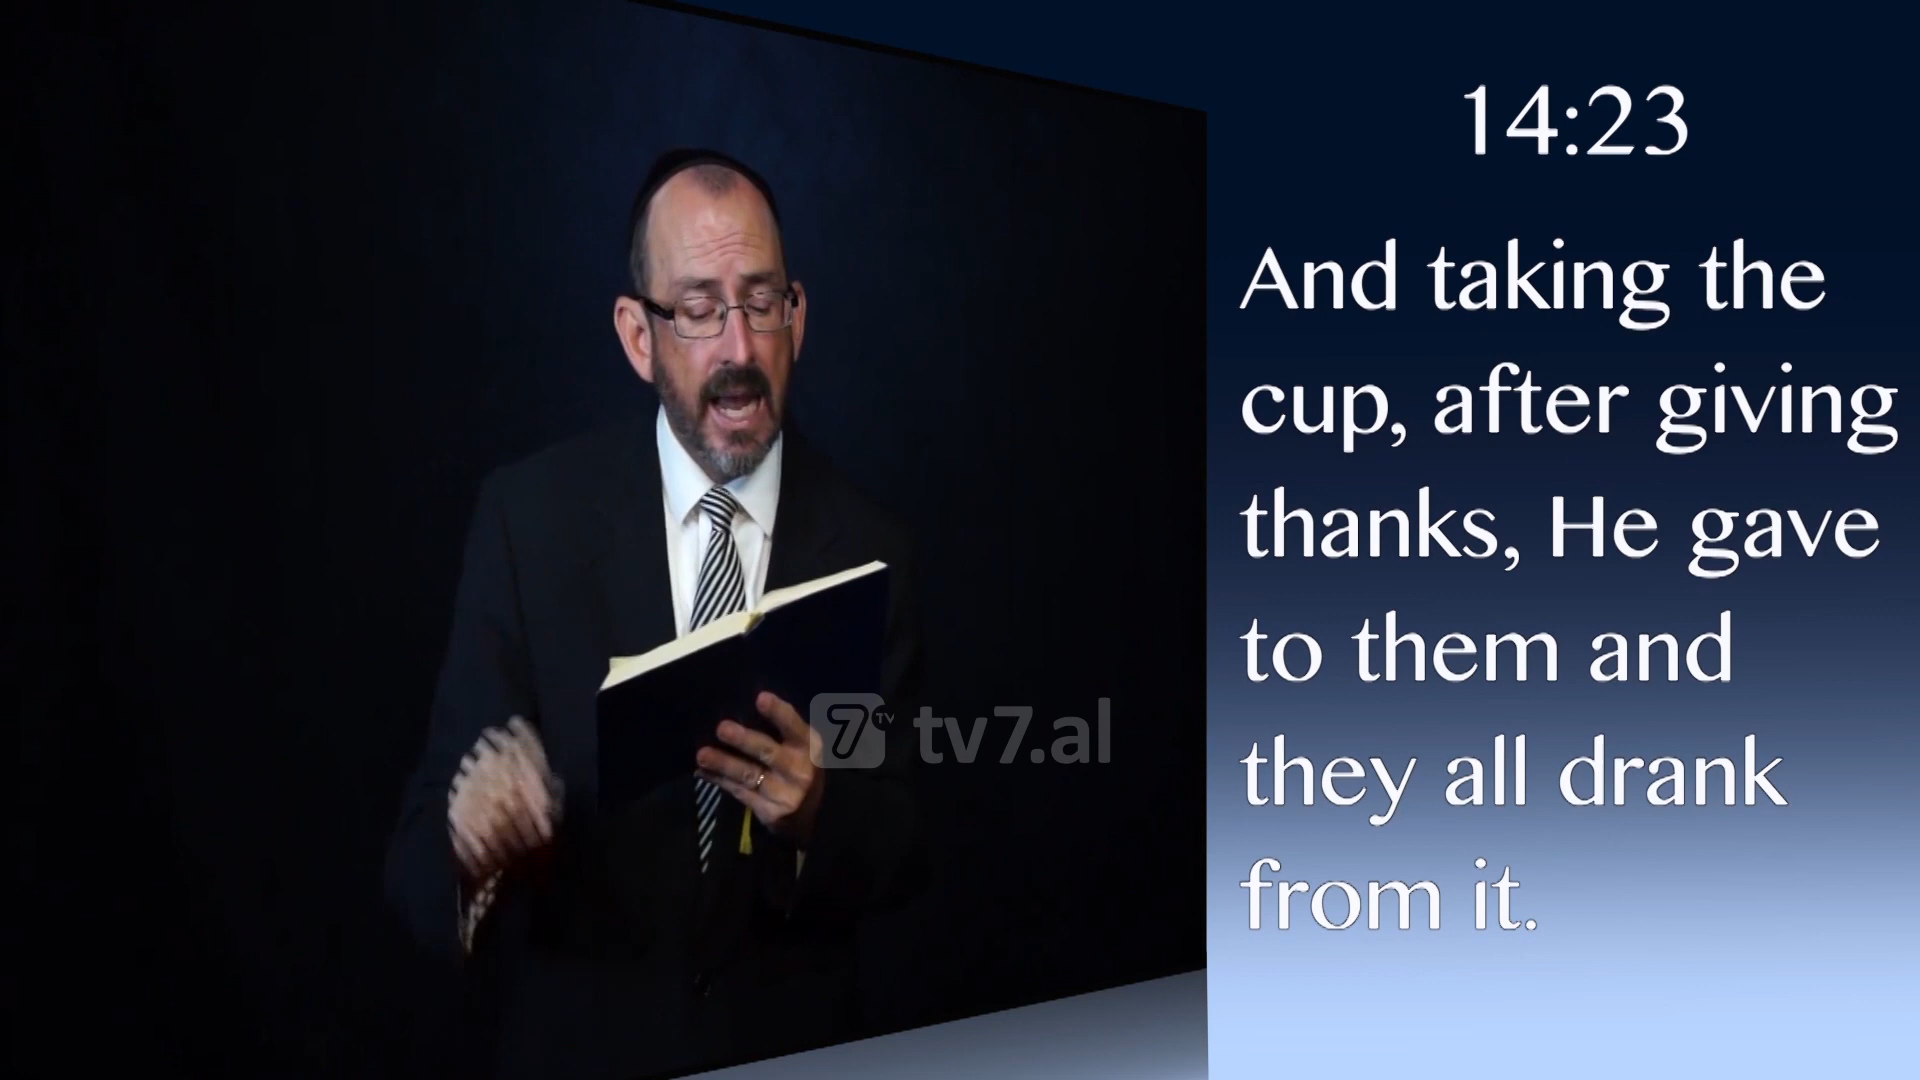 14:23
And taking the
cup, after giving
thanks, He gave
to them and
they all drank
from it.
7TV tv7.al